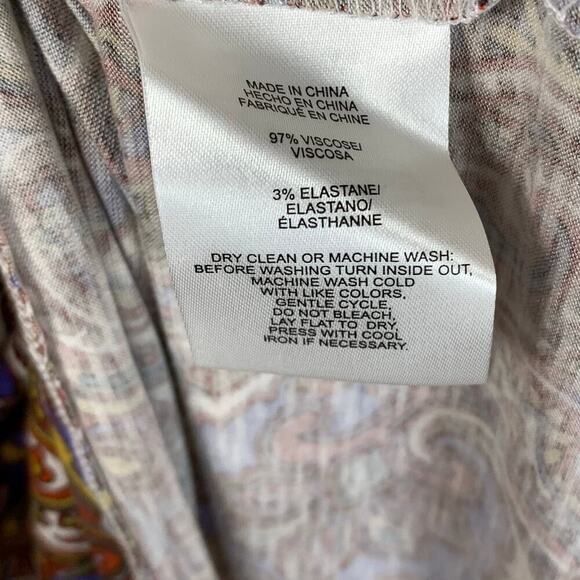 MADE IN CHINA
HECHO EN CHINA
FABRIQUÉ EN CHINE
97% VISCOSE/
VISCOSA
3% ELASTANE/
ELASTANO/
ÉLASTHANNE
DRY CLEAN OR MACHINE WASH:
BEFORE WASHING TURN INSIDE OUT,
MACHINE WASH COLD
WITH LIKE COLORS,
GENTLE CYCLE,
DO NOT BLEACH,
LAY FLAT TO DRY,
PRESS WITH COOL
IRON IF NECESSARY.